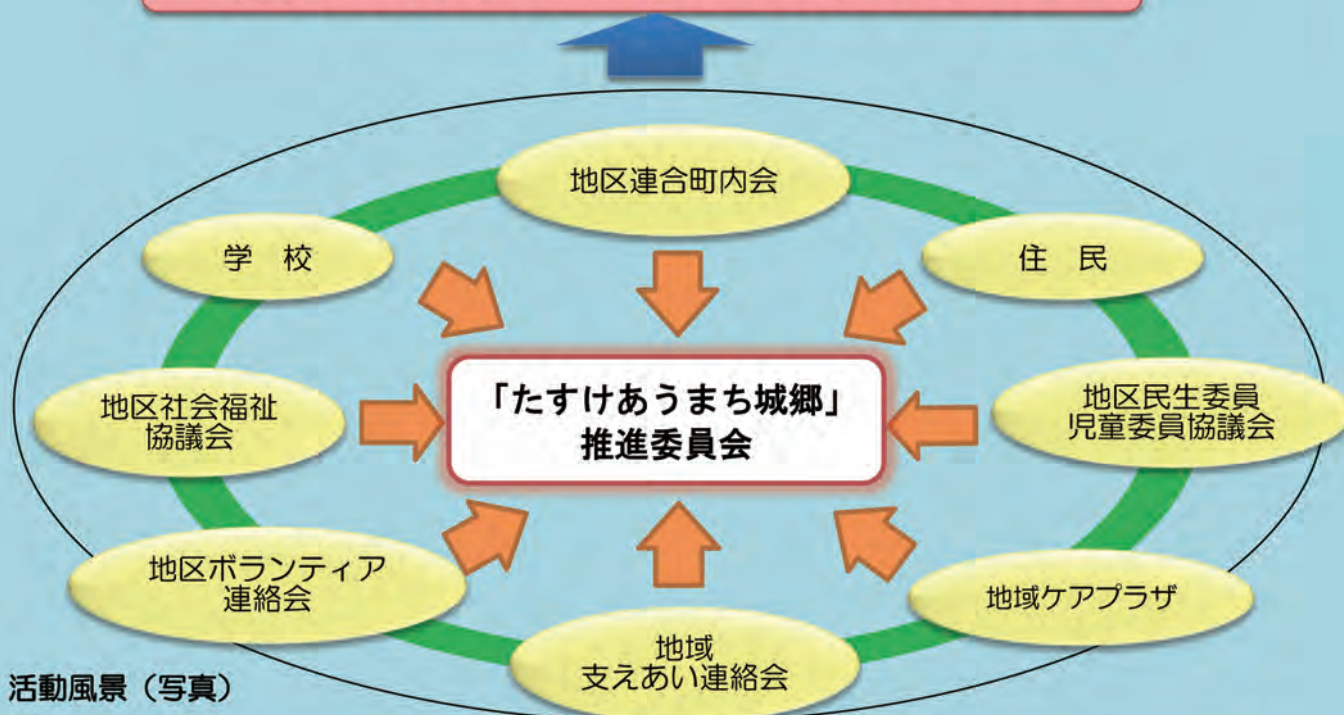 地区連合町内会
学 校
住 民
「たすけあうまち城郷」
推進委員会
地区社会福祉
協議会
地区民生委員
児童委員協議会
地区ボランティア
連絡会
地域ケアプラザ
地域
支えあい連絡会
活動風景（写真）